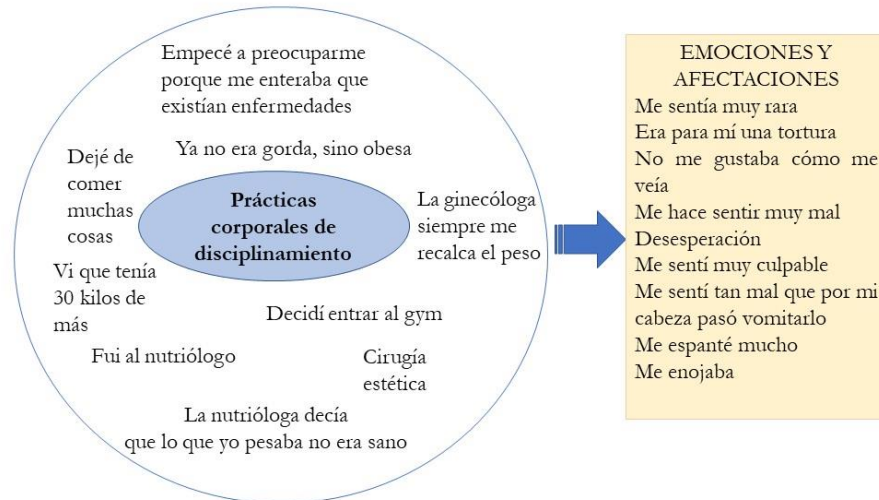 Empecé a preocuparme
porque me enteraba que
existían enfermedades
Ya no era gorda, sino obesa
Dejé de
comer
muchas
cosas
Prácticas
corporales de
disciplinamiento
La ginecóloga
siempre me
recalca el peso
Vi que tenía
30 kilos de
más
Decidí entrar al gym
Fui al nutriólogo
Cirugía
estética
La nutrióloga decía
que lo que yo pesaba no era sano
EMOCIONES Y
AFECTACIONES
Me sentía muy rara
Era para mí una tortura
No me gustaba cómo me
veía
Me hace sentir muy mal
Desesperación
Me sentí muy culpable
Me sentí tan mal que por mi
cabeza pasó vomitarlo
Me espanté mucho
Me enojaba